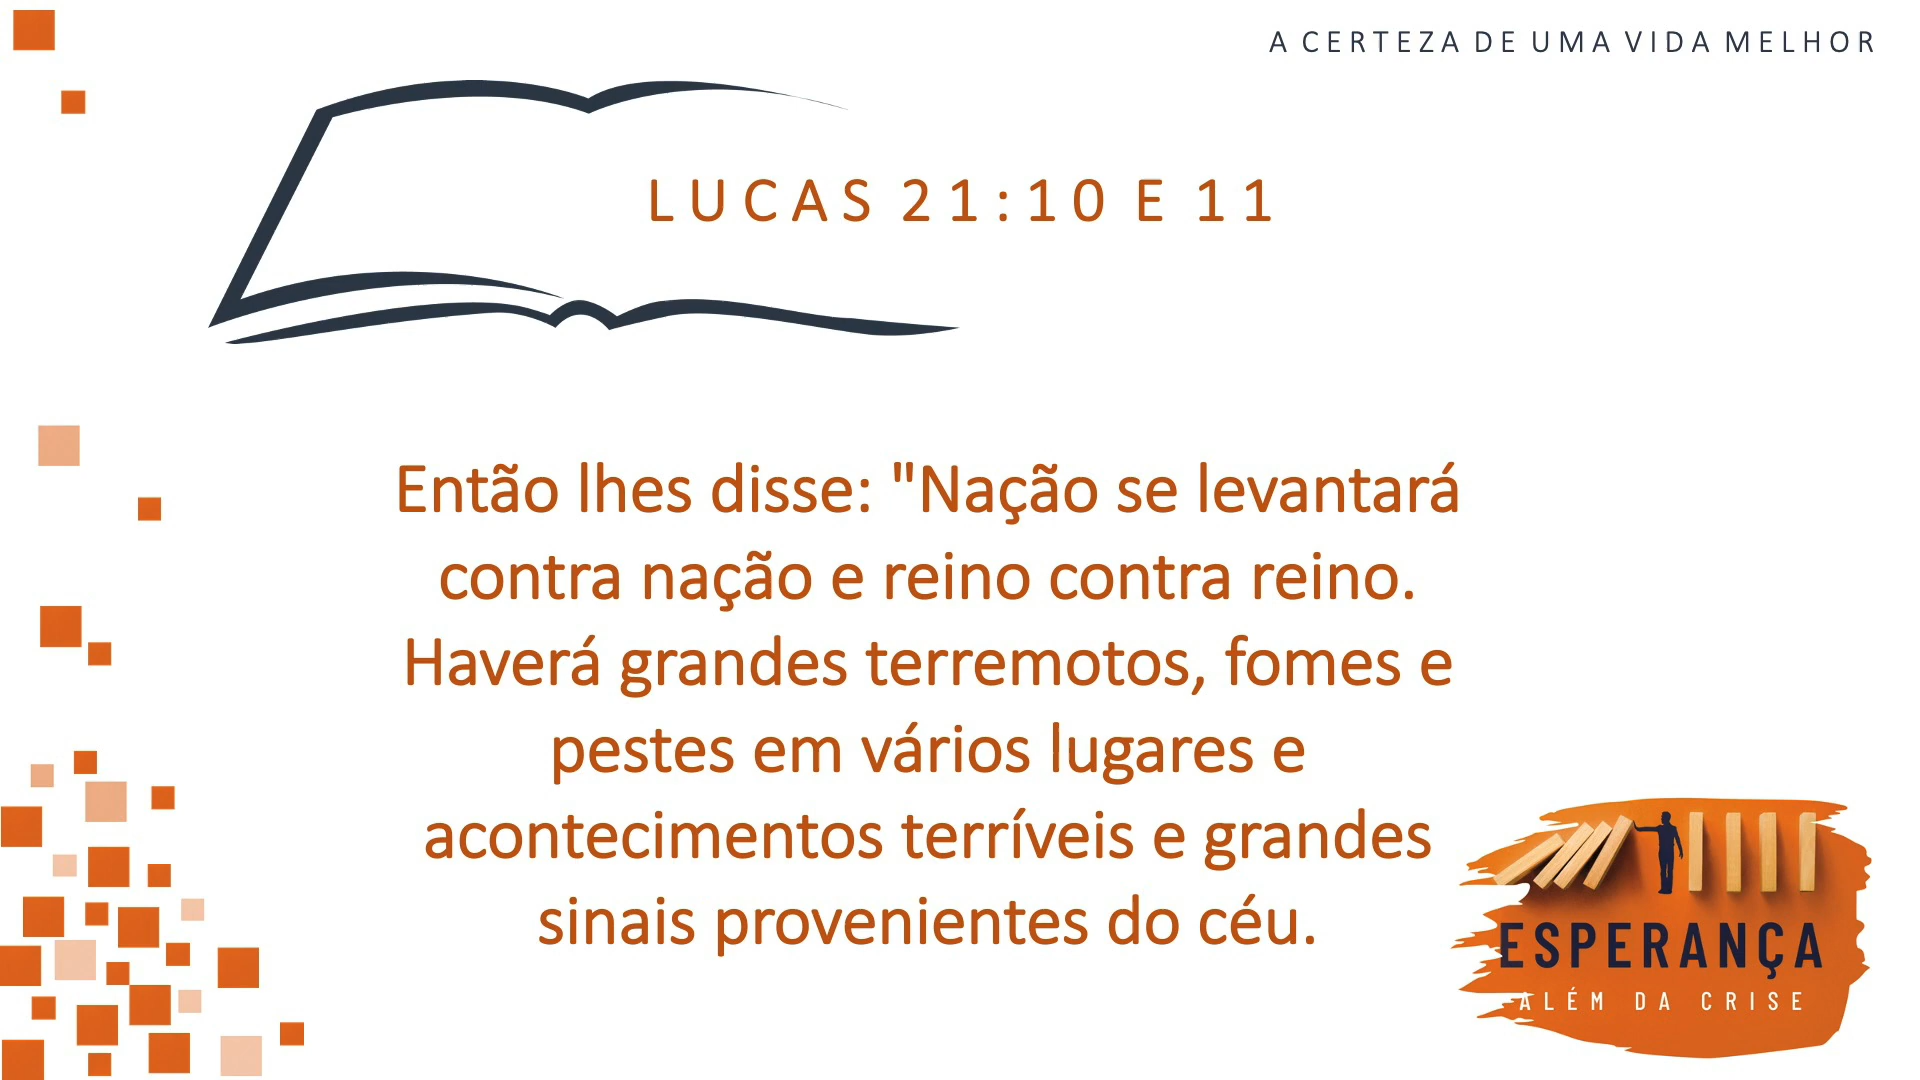 A CERTEZA DE UMA VIDA MELHOR
LUCAS 21:10 E 11
Então lhes disse: "Nação se levantará
contra nação e reino contra reino.
Haverá grandes terremotos, fomes e
pestes em vários lugares e
acontecimentos terríveis e grandes
sinais provenientes do céu.
ESPERANÇA
ALÉM DA CRISE